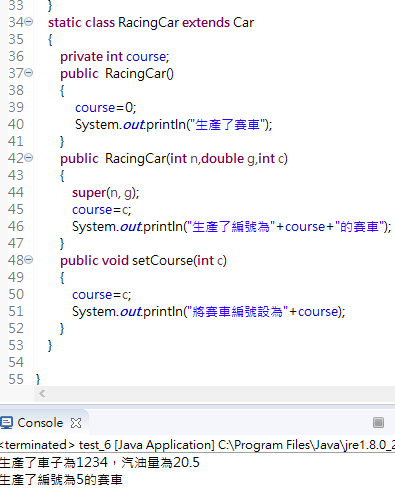 33 }
34 static class RacingCar extends Car
35 {
36 private int course;
37 public RacingCar()
38 {
39 course=0;
40 System.out.println("生產了賽車");
41 }
42 public RacingCar(int n,double g,int c)
43 {
44 super(n, g);
45 course=c;
46 System.out.println("生產了編號為"+course+"的賽車");
47 }
48 public void setCourse(int c)
49 {
50 course=c;
51 System.out.println("將賽車編號設為"+course);
52 }
53 }
54
55 }
Console
<terminated> test_6 [Java Application] C:\Program Files\Java\jre1.8.0_2
生產了車子為1234，汽油量為20.5
生產了編號為5的賽車